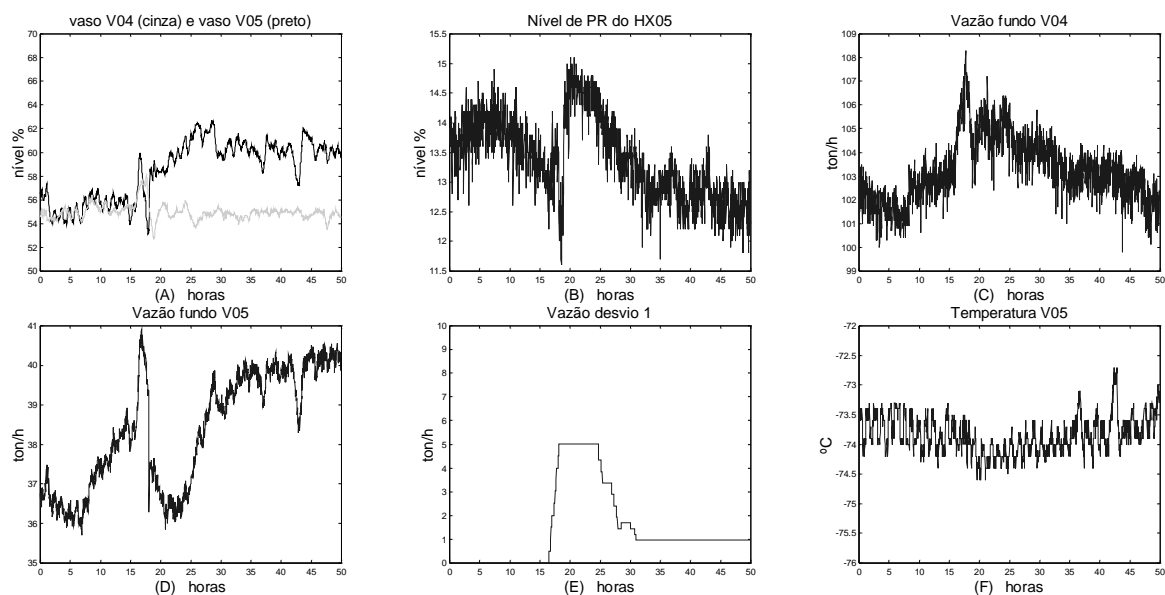 vaso V04 (cinza) e vaso V05 (preto)
70
68
66
64
62
60
58
56
54
52
50
nível %
0 5 10 15 20 25 30 35 40 45 50
(A) horas
Nível de PR do HX05
15.5
15
14.5
14
13.5
13
12.5
12
11.5
nível %
0 5 10 15 20 25 30 35 40 45 50
(B) horas
Vazão fundo V04
109
108
107
106
105
104
103
102
101
100
99
ton/h
0 5 10 15 20 25 30 35 40 45 50
(C) horas
Vazão fundo V05
41
40
39
38
37
36
35
ton/h
0 5 10 15 20 25 30 35 40 45 50
(D) horas
Vazão desvio 1
10
9
8
7
6
5
4
3
2
1
0
ton/h
0 5 10 15 20 25 30 35 40 45 50
(E) horas
Temperatura V05
-72
-72.5
-73
-73.5
-74
-74.5
-75
-75.5
-76
ºC
0 5 10 15 20 25 30 35 40 45 50
(F) horas